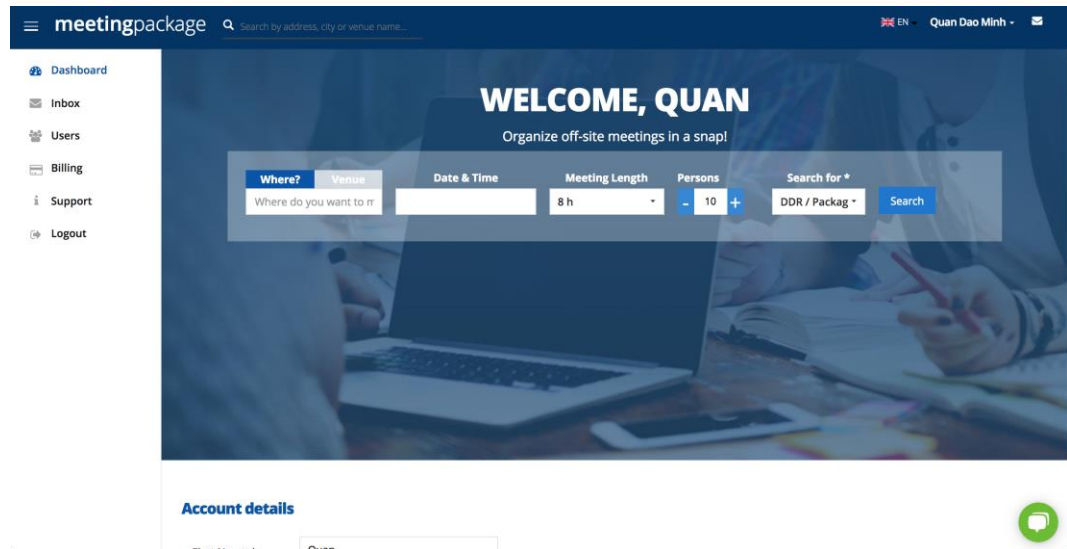 meetingpackage
Search by address, city or venue name...
EN
Quan Dao Minh
Dashboard
Inbox
Users
Billing
Support
Logout
WELCOME, QUAN
Organize off-site meetings in a snap!
Where? Venue
Date & Time
Meeting Length
Persons
Search for *
Where do you want to m
8 h
- 10 +
DDR / Packag
Search
Account details
Quan